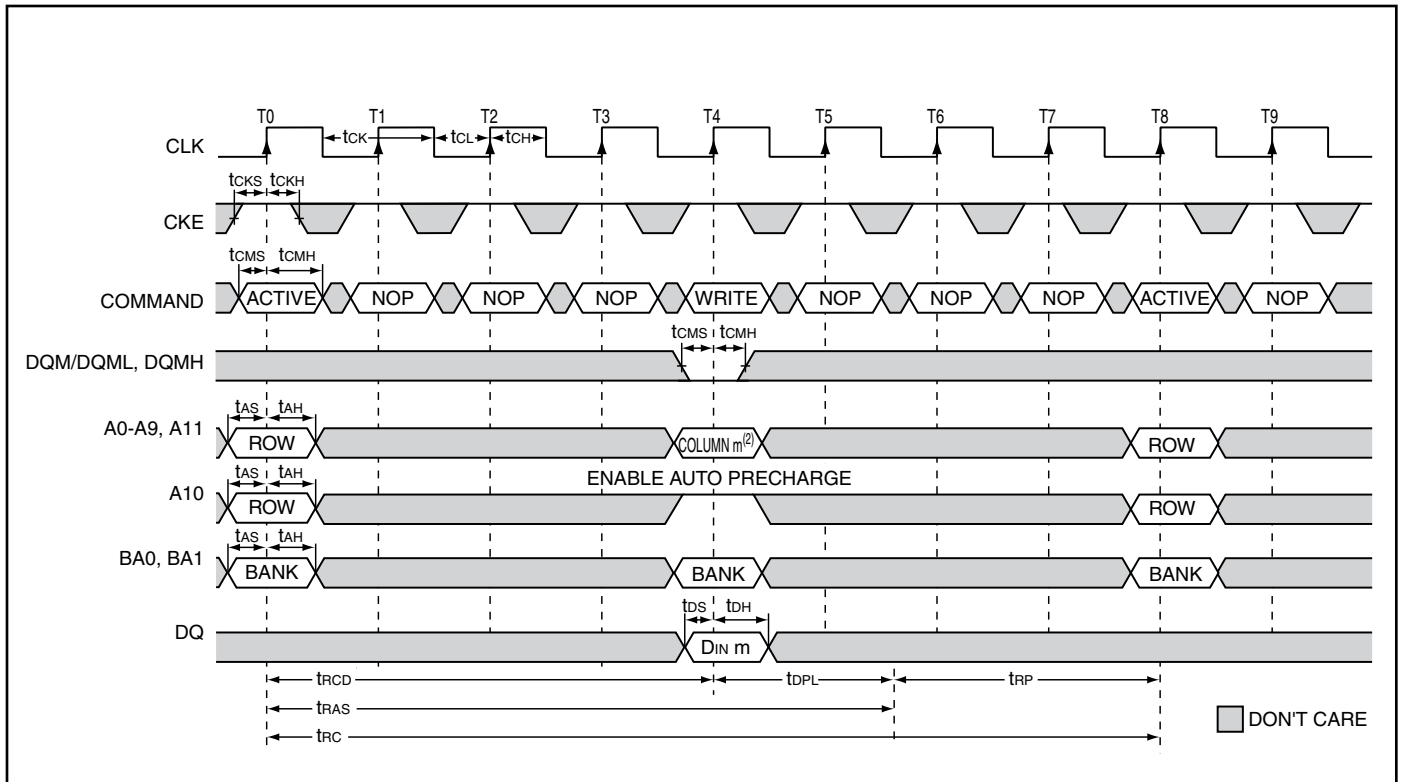 T0 T1 T2 T3 T4 T5 T6 T7 T8 T9
tCK tCL tCH
CLK
tCKS tCKH
CKE
tCMS tCMH
COMMAND ACTIVE NOP NOP NOP WRITE NOP NOP NOP ACTIVE NOP
tCMS tCMH
DQM/DQML, DQMH
tAS tAH
A0-A9, A11 ROW COLUMN m(2) ROW
tAS tAH ENABLE AUTO PRECHARGE
A10 ROW ROW
tAS tAH
BA0, BA1 BANK BANK BANK
tDS tDH
DQ DIN m
tRCD tDPL tRP
tRAS
tRC
DON'T CARE